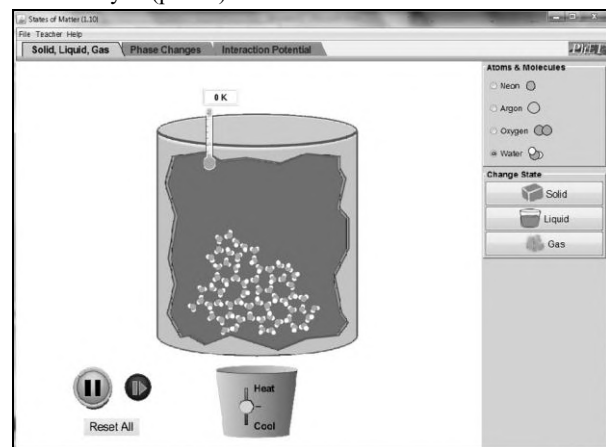 States of Matter (1.10)
File Teacher Help
Solid, Liquid, Gas
Phase Changes
Interaction Potential
PhET
0 K
Atoms & Molecules
Neon
Argon
Oxygen
Water
Change State
Solid
Liquid
Gas
Heat
Cool
Reset All